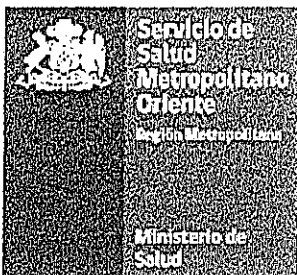 Servicio de
Salud
Metropolitano
Oriente
Región Metropolitana
Ministerio de
Salud